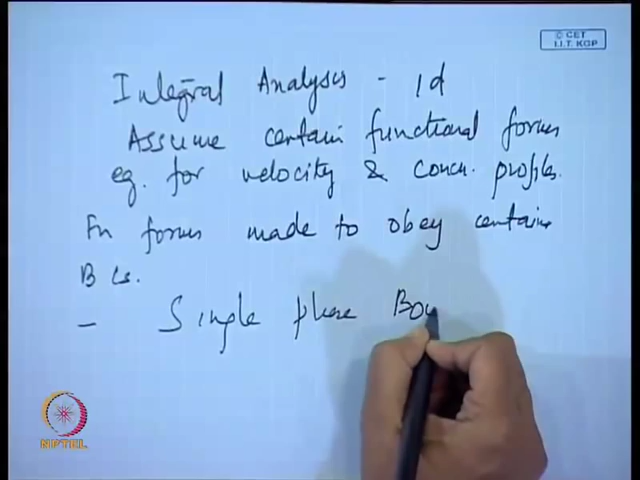 © CET
I.I.T. KGP
Integral Analysis - 1d
Assume certain functional forms
eg. for velocity & concn. profiles.
Fn forms made to obey certain
B Cs.
- Single phase Bou
NPTEL